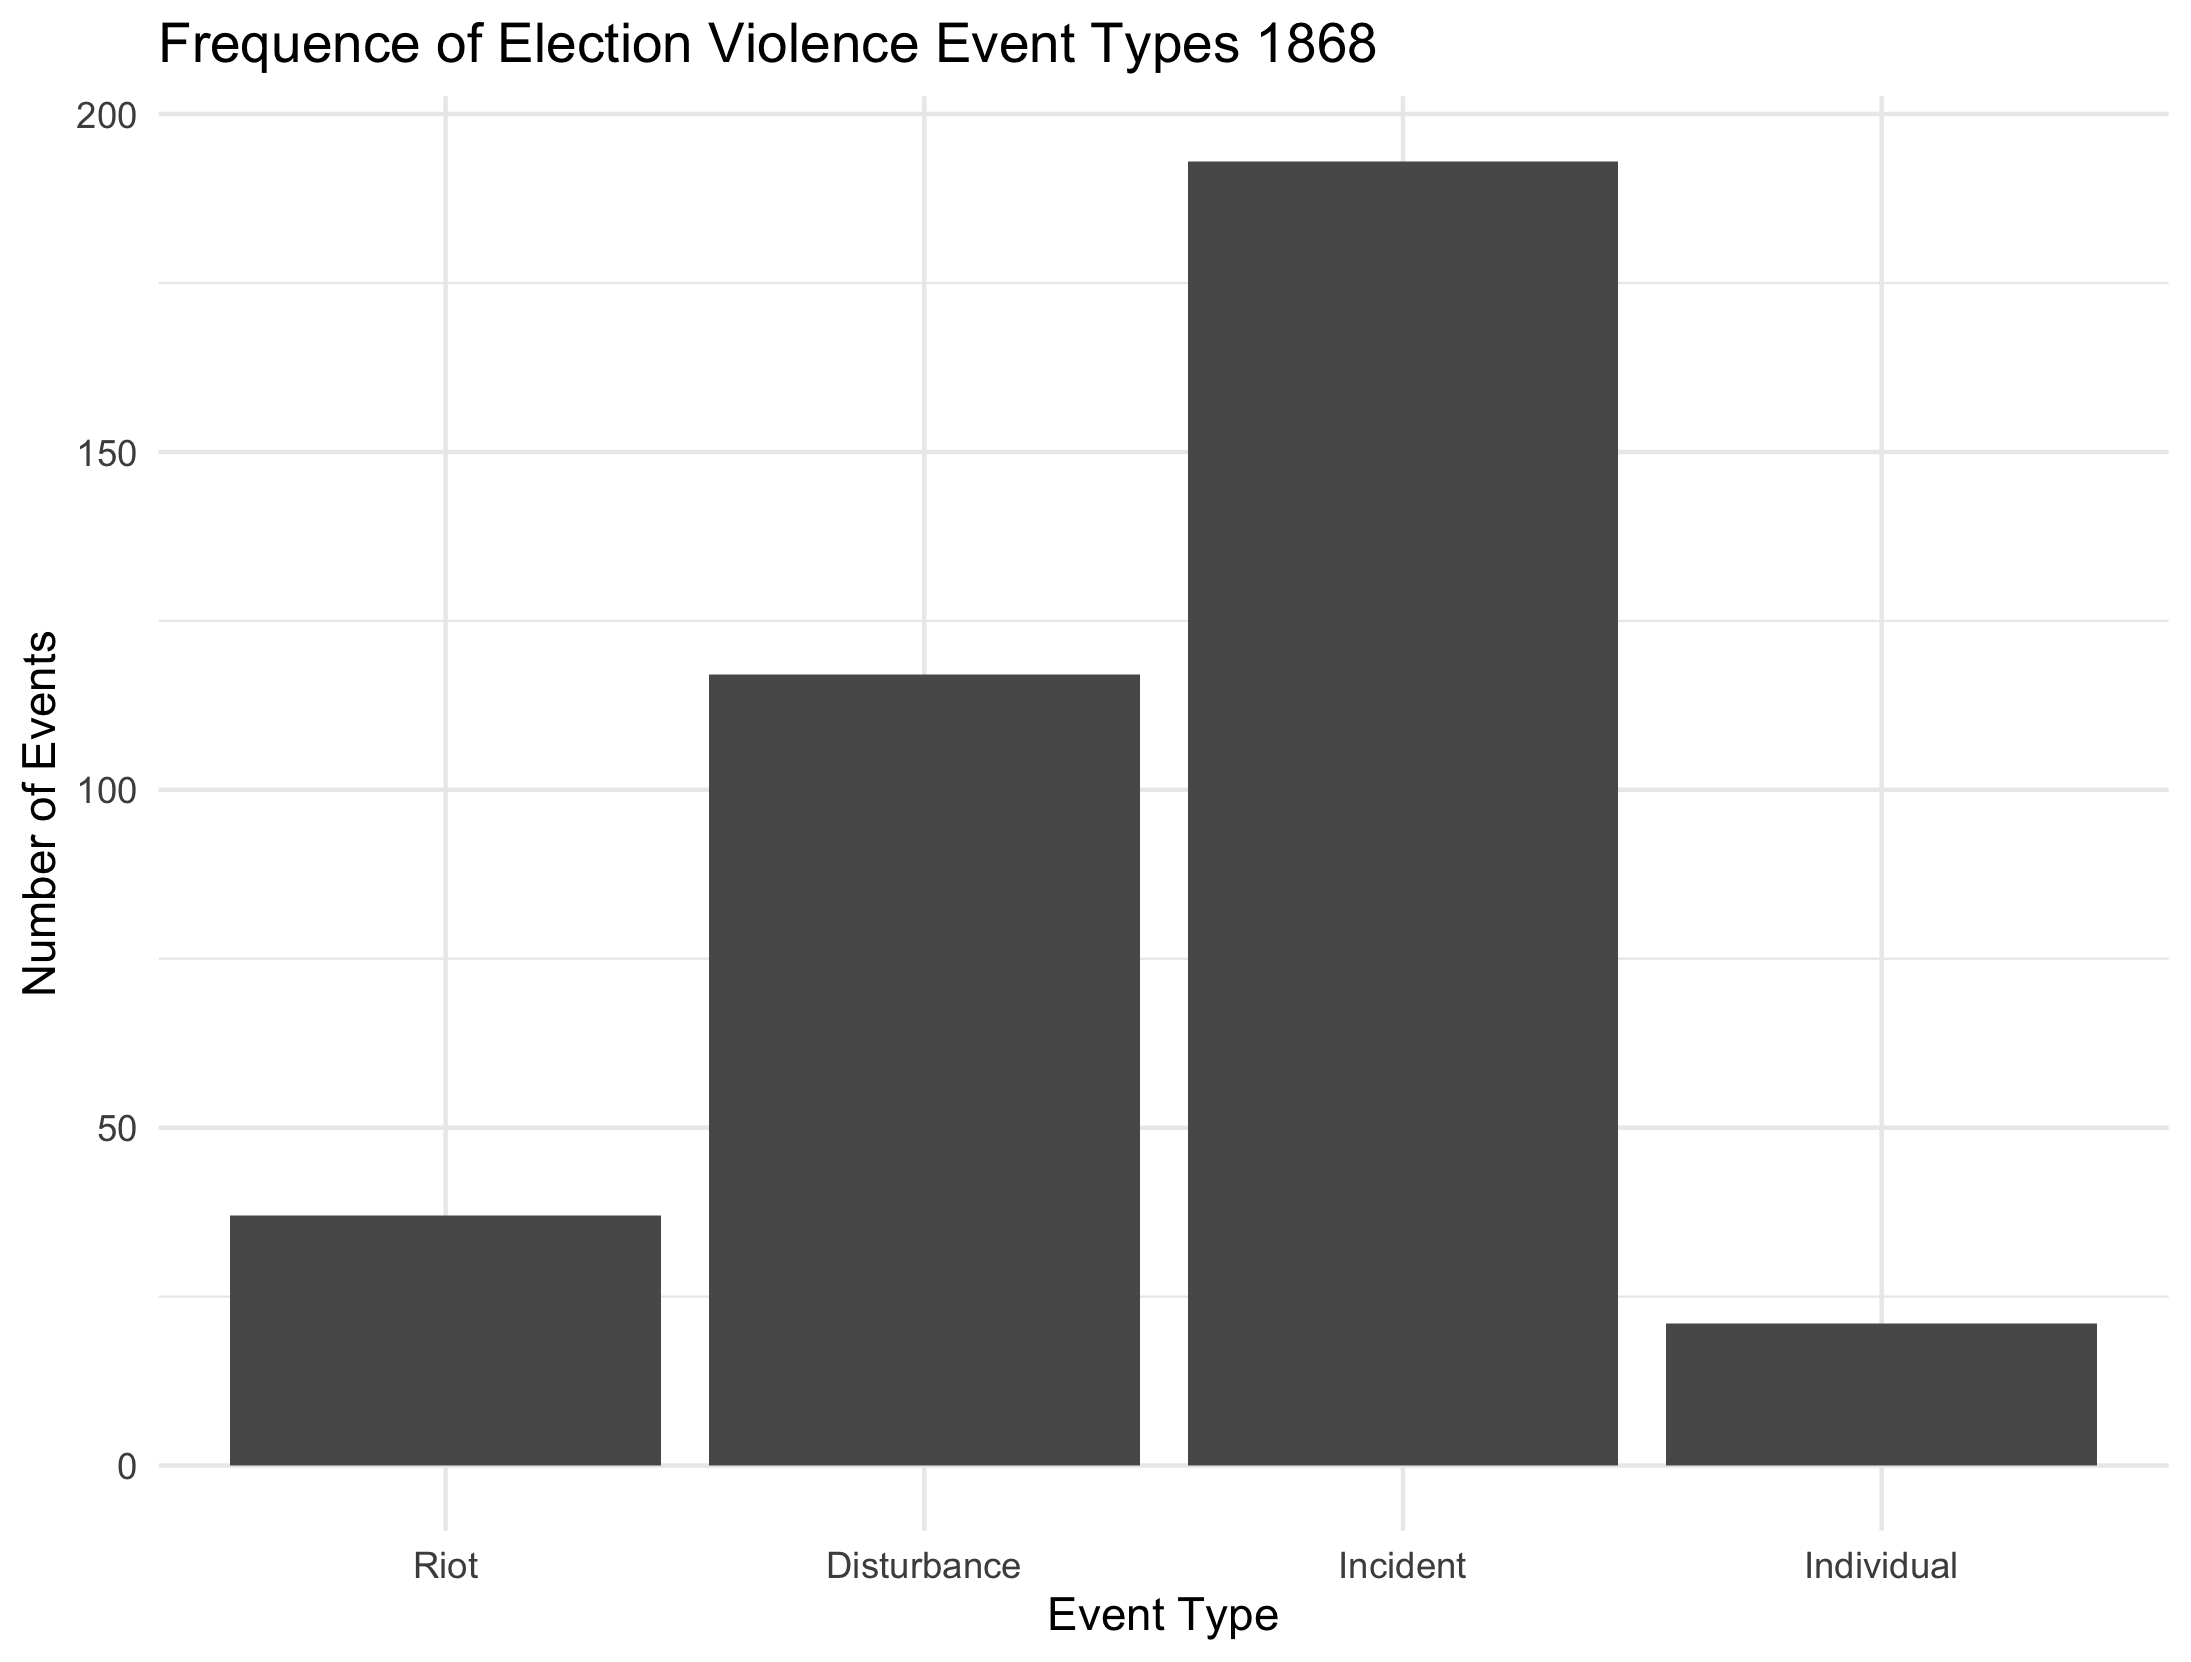 Frequence of Election Violence Event Types 1868
200
150
100
50
0
Number of Events
Riot
Disturbance
Incident
Individual
Event Type